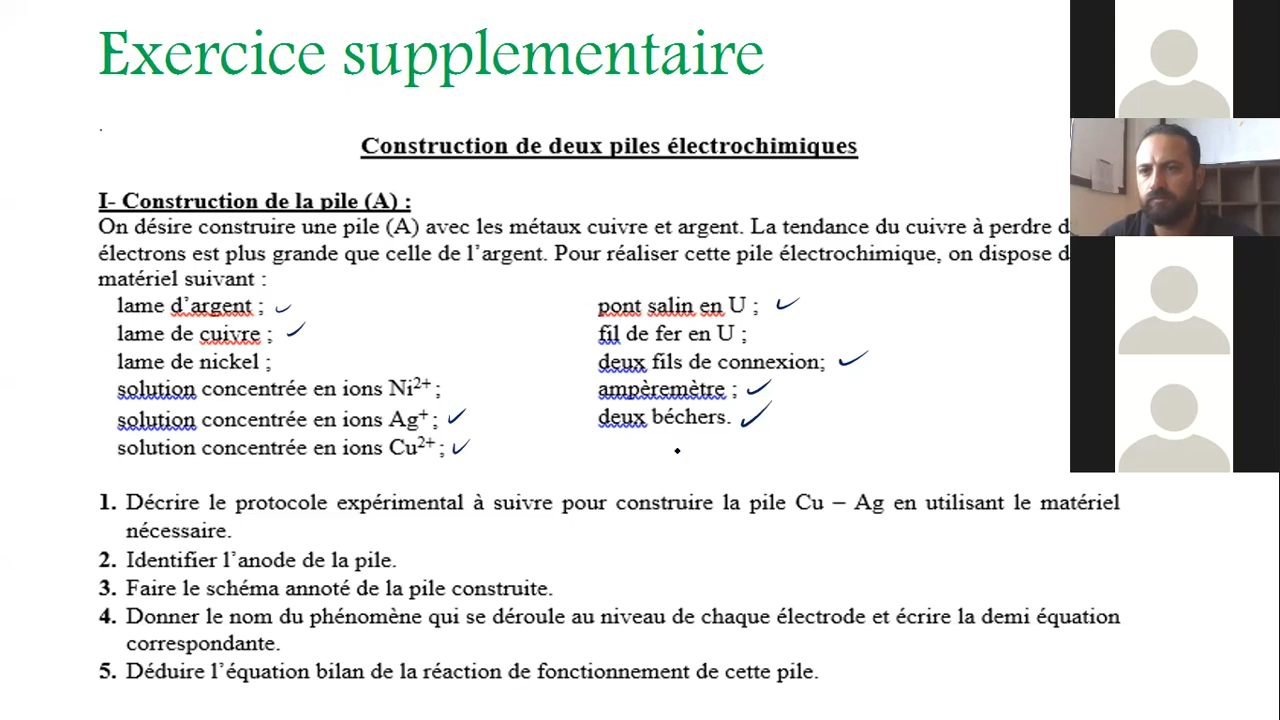 Exercice supplementaire
Construction de deux piles électrochimiques
I- Construction de la pile (A) :
On désire construire une pile (A) avec les métaux cuivre et argent. La tendance du cuivre à perdre d
électrons est plus grande que celle de l'argent. Pour réaliser cette pile électrochimique, on dispose d
matériel suivant :
lame d'argent ;
lame de cuivre ;
lame de nickel ;
solution concentrée en ions Ni²⁺ ;
solution concentrée en ions Ag⁺ ;
solution concentrée en ions Cu²⁺ ;
pont salin en U ;
fil de fer en U ;
deux fils de connexion;
ampèremètre ;
deux béchers.
1. Décrire le protocole expérimental à suivre pour construire la pile Cu – Ag en utilisant le matériel
nécessaire.
2. Identifier l'anode de la pile.
3. Faire le schéma annoté de la pile construite.
4. Donner le nom du phénomène qui se déroule au niveau de chaque électrode et écrire la demi équation
correspondante.
5. Déduire l'équation bilan de la réaction de fonctionnement de cette pile.